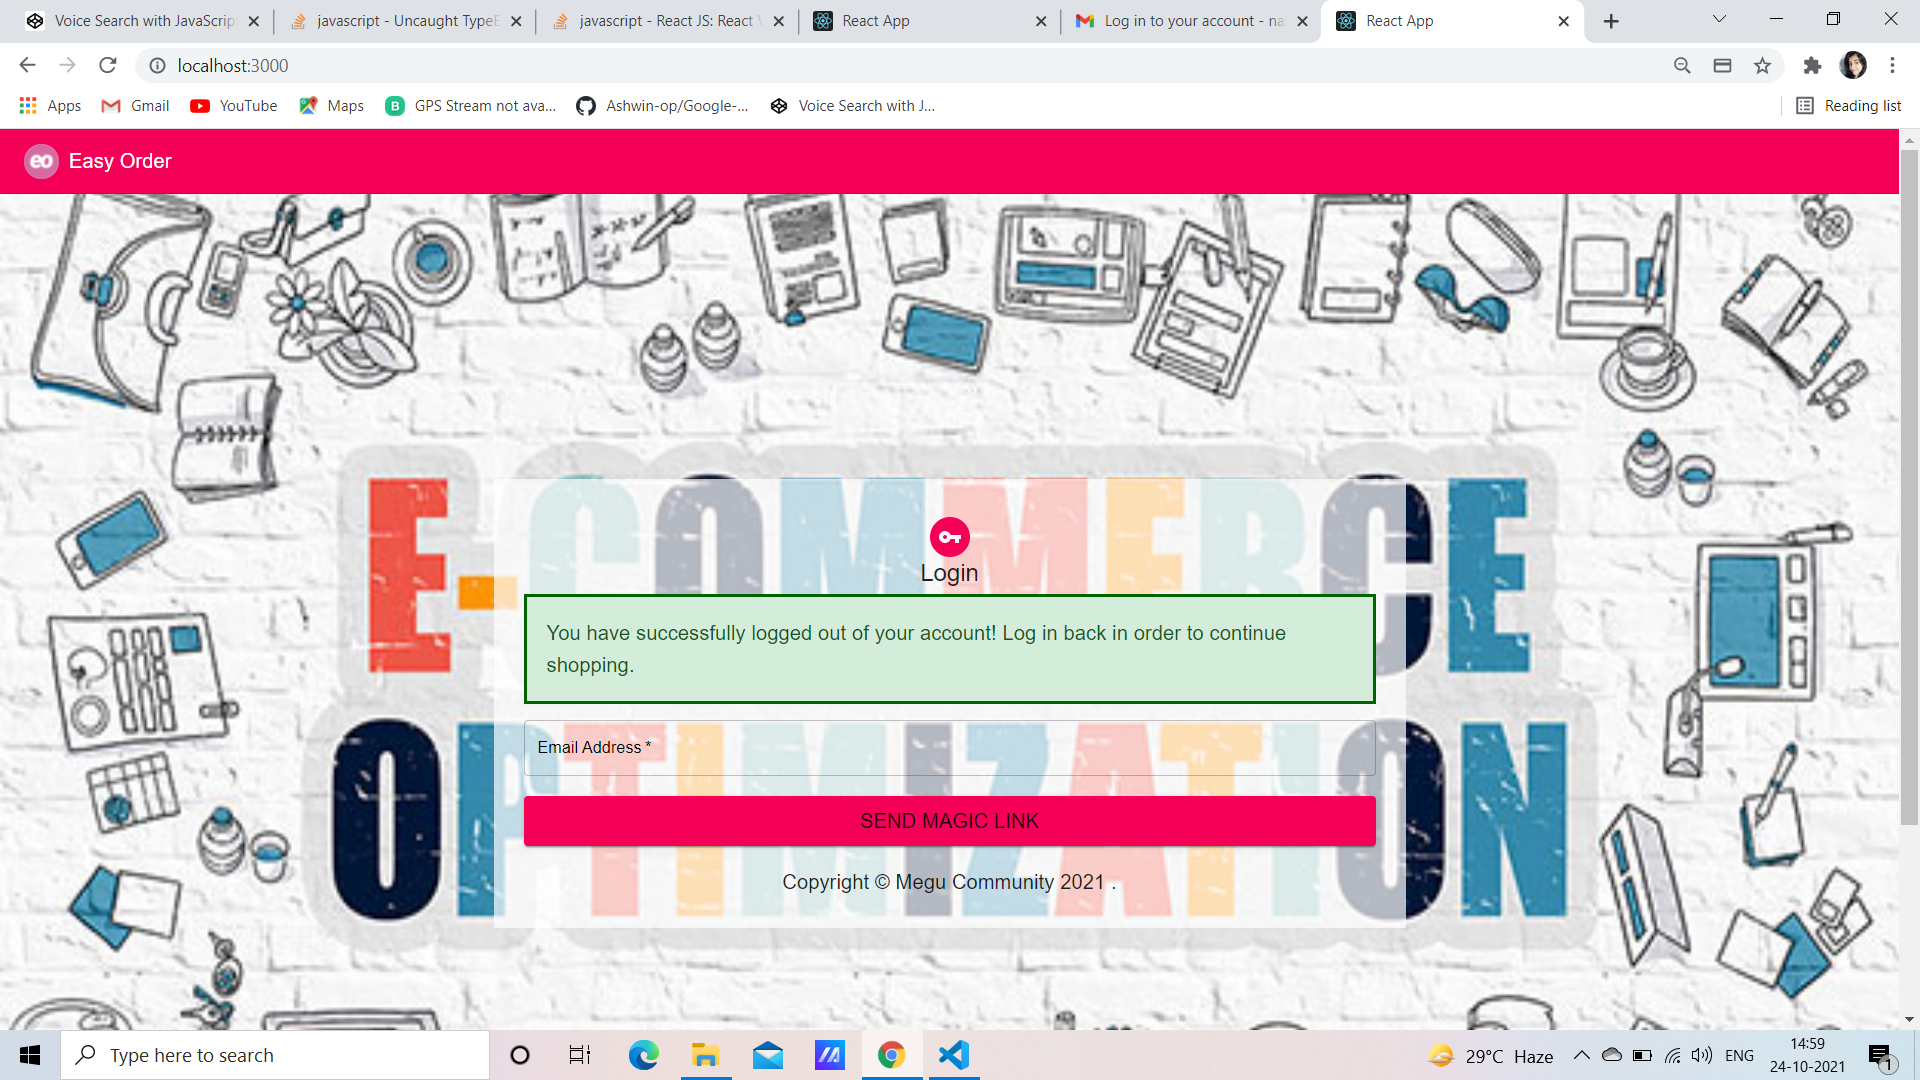 Voice Search with JavaScrip
javascript - Uncaught TypeE
javascript - React JS: React V
React App
Log in to your account - na
React App
localhost:3000
Apps
Gmail
YouTube
Maps
B
GPS Stream not ava...
Ashwin-op/Google-...
Voice Search with J...
Reading list
eo Easy Order
E-COMMERCE
OPTIMIZATION
Login
You have successfully logged out of your account! Log in back in order to continue
shopping.
Email Address *
SEND MAGIC LINK
Copyright © Megu Community 2021 .
Type here to search
29°C Haze
ENG
14:59
24-10-2021
1